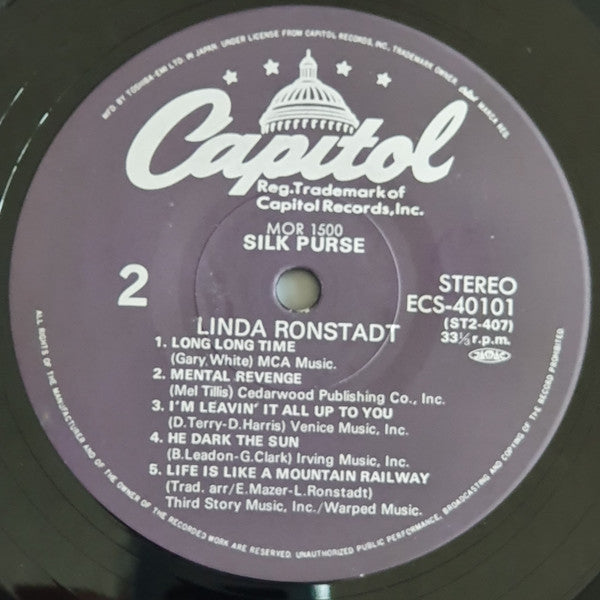 MFD. BY TOSHIBA-EMI LTD. IN JAPAN. UNDER LICENSE FROM CAPITOL RECORDS, INC., TRADEMARK OWNER. MARCA REG.
Capitol
Reg.Trademark of
Capitol Records,Inc.
MOR 1500
SILK PURSE
2
STEREO
ECS-40101
(ST2-407)
33⅓ r.p.m.
LINDA RONSTADT
1. LONG LONG TIME
(Gary, White) MCA Music.
2. MENTAL REVENGE
(Mel Tillis) Cedarwood Publishing Co., Inc.
3. I'M LEAVIN' IT ALL UP TO YOU
(D.Terry-D.Harris) Venice Music, Inc.
4. HE DARK THE SUN
(B.Leadon-G.Clark) Irving Music, Inc.
5. LIFE IS LIKE A MOUNTAIN RAILWAY
(Trad. arr/E.Mazer-L.Ronstadt)
Third Story Music, Inc./Warped Music.
ALL RIGHTS OF THE MANUFACTURER AND OF THE OWNER OF THE RECORDED WORK ARE RESERVED. UNAUTHORIZED PUBLIC PERFORMANCE, BROADCASTING AND COPYING OF THE RECORD PROHIBITED.